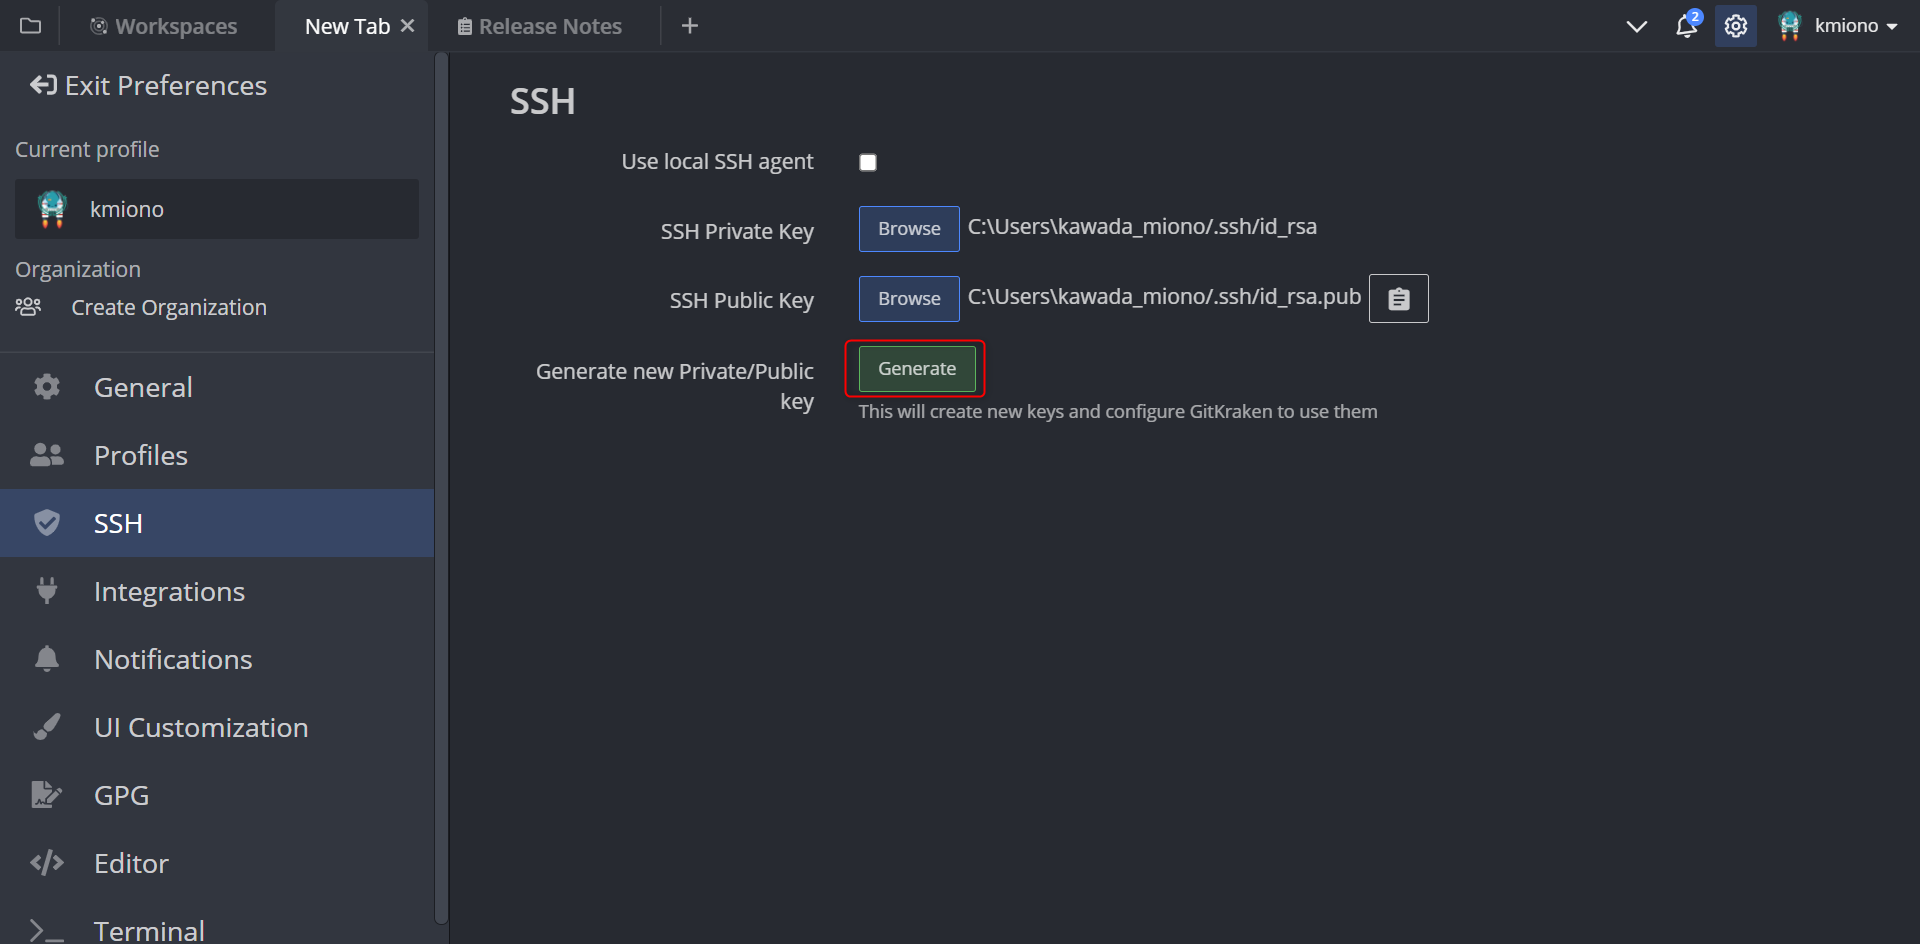 Workspaces
New Tab
Release Notes
2
kmiono
Exit Preferences
Current profile
kmiono
Organization
Create Organization
General
Profiles
SSH
Integrations
Notifications
UI Customization
GPG
Editor
Terminal
SSH
Use local SSH agent
SSH Private Key
Browse
C:\Users\kawada_miono/.ssh/id_rsa
SSH Public Key
Browse
C:\Users\kawada_miono/.ssh/id_rsa.pub
Generate new Private/Public
key
Generate
This will create new keys and configure GitKraken to use them